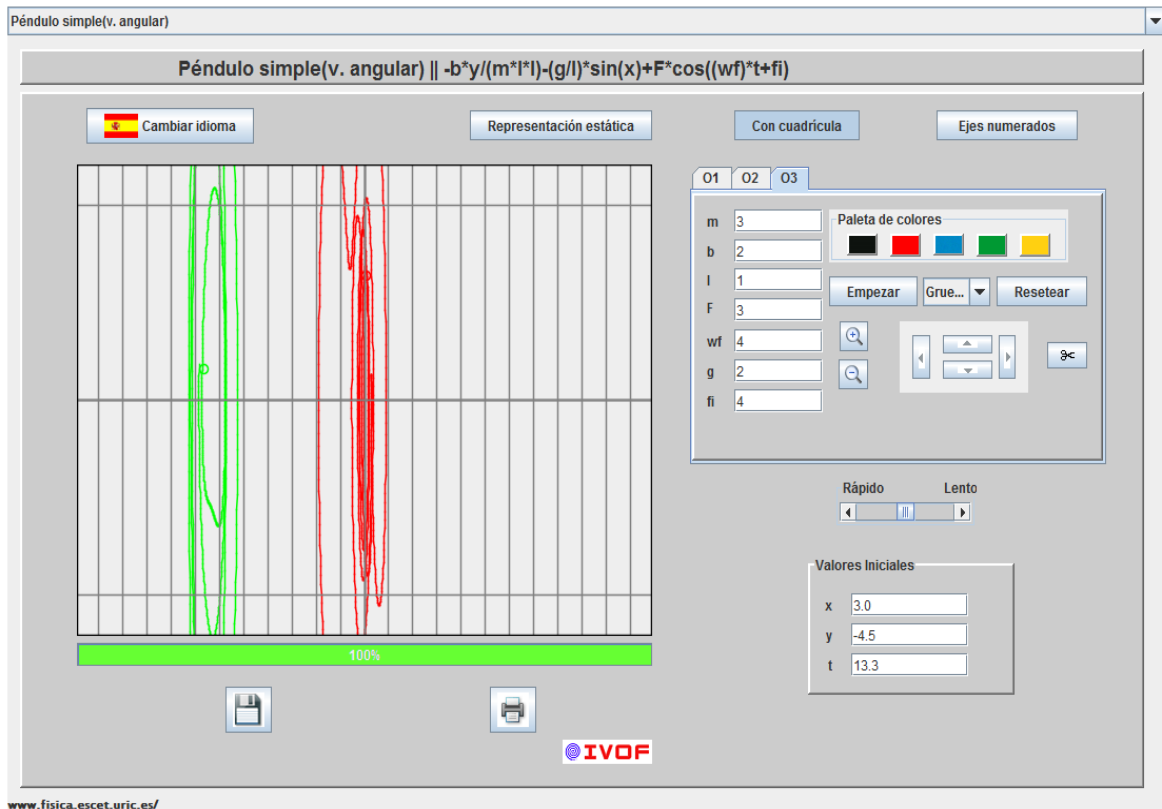 Péndulo simple(v. angular)
Péndulo simple(v. angular) || -b*y/(m*l*l)-(g/l)*sin(x)+F*cos((wf)*t+fi)
Cambiar idioma
Representación estática
Con cuadrícula
Ejes numerados
O1 O2 O3
m 3
b 2
l 1
F 3
wf 4
g 2
fi 4
Paleta de colores
Empezar
Grue...
Resetear
Rápido Lento
Valores Iniciales
x 3.0
y -4.5
t 13.3
100%
IVOF
www.fisica.escet.urjc.es/